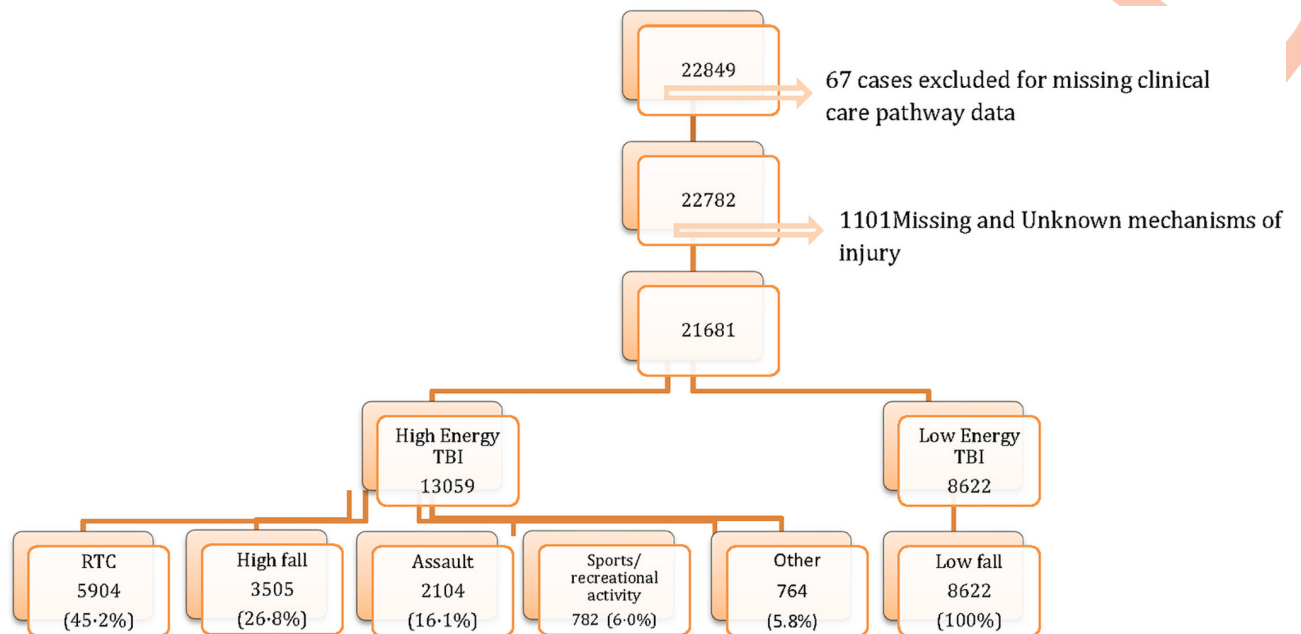 22849
67 cases excluded for missing clinical
care pathway data
22782
1101Missing and Unknown mechanisms of
injury
21681
High Energy
TBI
13059
Low Energy
TBI
8622
RTC
5904
(45·2%)
High fall
3505
(26·8%)
Assault
2104
(16·1%)
Sports/
recreational
activity
782 (6·0%)
Other
764
(5.8%)
Low fall
8622
(100%)